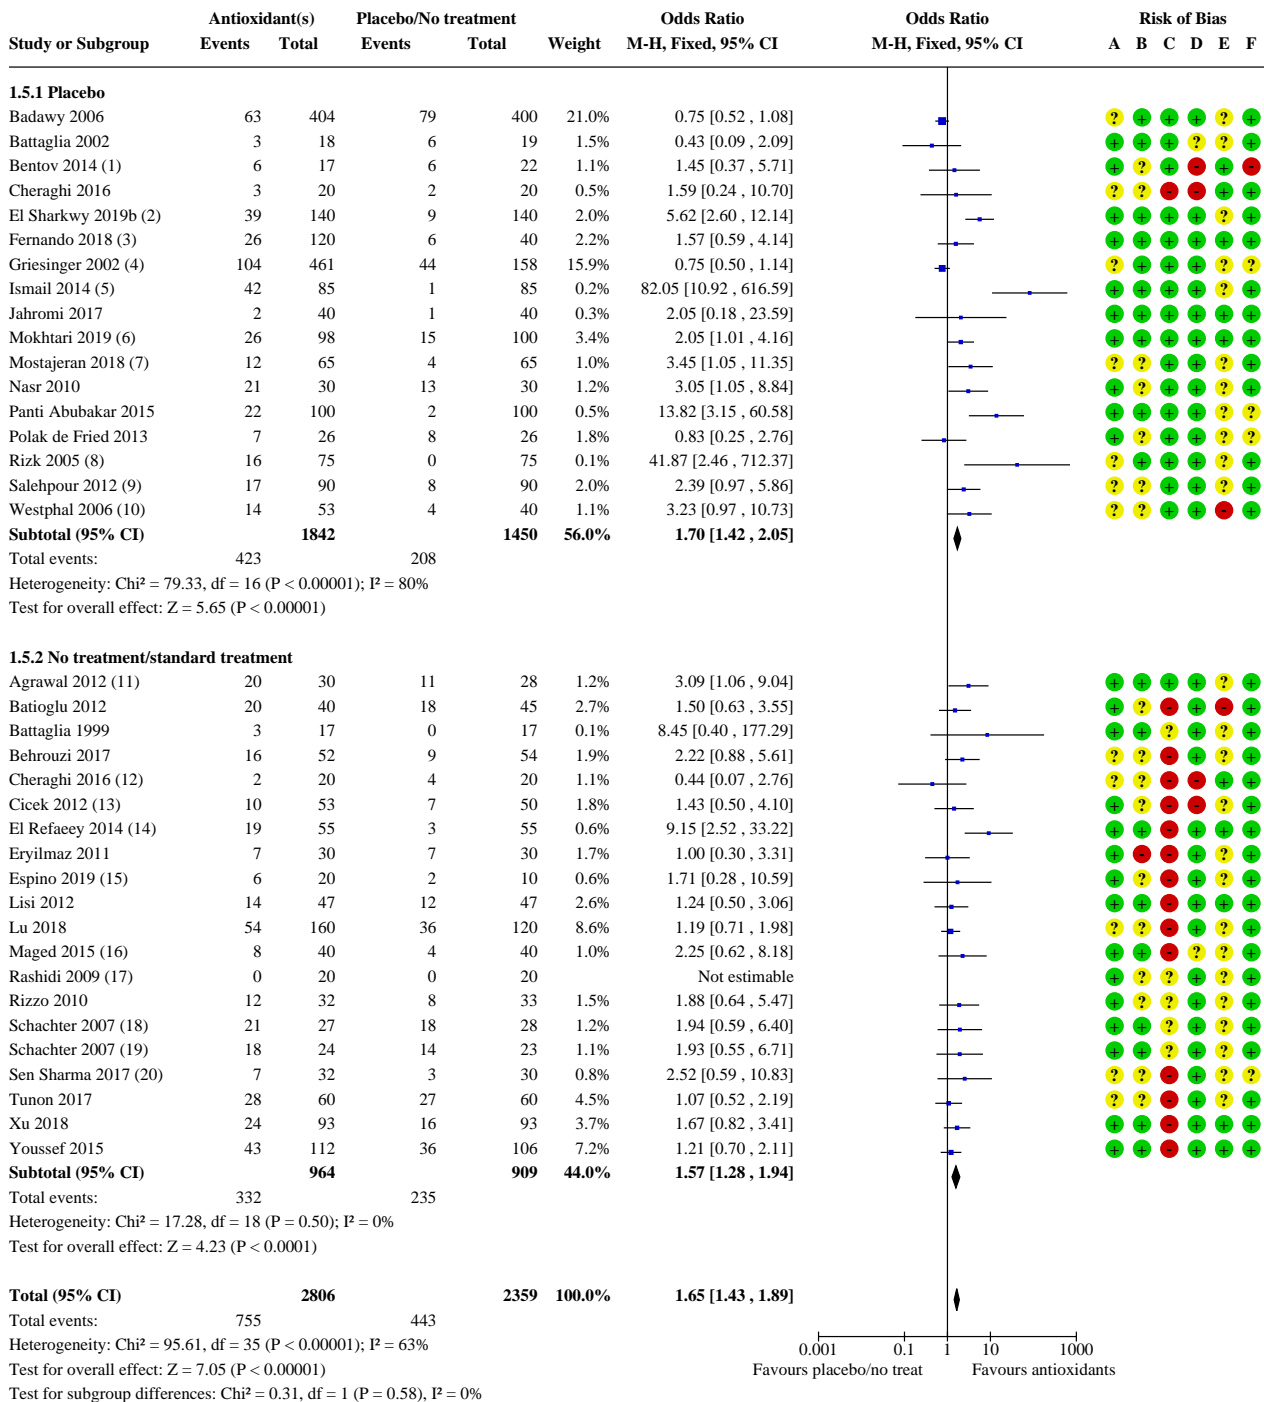 Antioxidant(s) Placebo/No treatment Odds Ratio Odds Ratio Risk of Bias
Study or Subgroup Events Total Events Total Weight M-H, Fixed, 95% CI M-H, Fixed, 95% CI A B C D E F
1.5.1 Placebo
Badawy 2006 63 404 79 400 21.0% 0.75 [0.52 , 1.08] ? + + + ? +
Battaglia 2002 3 18 6 19 1.5% 0.43 [0.09 , 2.09] + + + ? ? +
Bentov 2014 (1) 6 17 6 22 1.1% 1.45 [0.37 , 5.71] + ? + - + -
Cheraghi 2016 3 20 2 20 0.5% 1.59 [0.24 , 10.70] ? ? - - + +
El Sharkwy 2019b (2) 39 140 9 140 2.0% 5.62 [2.60 , 12.14] + + + + ? +
Fernando 2018 (3) 26 120 6 40 2.2% 1.57 [0.59 , 4.14] + + + + + +
Griesinger 2002 (4) 104 461 44 158 15.9% 0.75 [0.50 , 1.14] ? + + + ? ?
Ismail 2014 (5) 42 85 1 85 0.2% 82.05 [10.92 , 616.59] + + + + ? +
Jahromi 2017 2 40 1 40 0.3% 2.05 [0.18 , 23.59] + + + + + +
Mokhtari 2019 (6) 26 98 15 100 3.4% 2.05 [1.01 , 4.16] + + + + + +
Mostajeran 2018 (7) 12 65 4 65 1.0% 3.45 [1.05 , 11.35] ? ? + + ? +
Nasr 2010 21 30 13 30 1.2% 3.05 [1.05 , 8.84] + ? + + ? +
Panti Abubakar 2015 22 100 2 100 0.5% 13.82 [3.15 , 60.58] + + + + ? ?
Polak de Fried 2013 7 26 8 26 1.8% 0.83 [0.25 , 2.76] + ? + + ? ?
Rizk 2005 (8) 16 75 0 75 0.1% 41.87 [2.46 , 712.37] ? + + + ? +
Salehpour 2012 (9) 17 90 8 90 2.0% 2.39 [0.97 , 5.86] ? ? + + ? +
Westphal 2006 (10) 14 53 4 40 1.1% 3.23 [0.97 , 10.73] ? ? + + - +
Subtotal (95% CI) 1842 1450 56.0% 1.70 [1.42 , 2.05]
Total events: 423 208
Heterogeneity: Chi² = 79.33, df = 16 (P < 0.00001); I² = 80%
Test for overall effect: Z = 5.65 (P < 0.00001)
1.5.2 No treatment/standard treatment
Agrawal 2012 (11) 20 30 11 28 1.2% 3.09 [1.06 , 9.04] + + + + ? +
Batioglu 2012 20 40 18 45 2.7% 1.50 [0.63 , 3.55] + ? - + - +
Battaglia 1999 3 17 0 17 0.1% 8.45 [0.40 , 177.29] + + ? + ? +
Behrouzi 2017 16 52 9 54 1.9% 2.22 [0.88 , 5.61] ? ? - + ? +
Cheraghi 2016 (12) 2 20 4 20 1.1% 0.44 [0.07 , 2.76] ? ? - - + +
Cicek 2012 (13) 10 53 7 50 1.8% 1.43 [0.50 , 4.10] + ? - - ? +
El Refaeey 2014 (14) 19 55 3 55 0.6% 9.15 [2.52 , 33.22] + + - + + +
Eryilmaz 2011 7 30 7 30 1.7% 1.00 [0.30 , 3.31] + - - + ? +
Espino 2019 (15) 6 20 2 10 0.6% 1.71 [0.28 , 10.59] + ? - + ? +
Lisi 2012 14 47 12 47 2.6% 1.24 [0.50 , 3.06] + + - + + +
Lu 2018 54 160 36 120 8.6% 1.19 [0.71 , 1.98] ? ? - + ? +
Maged 2015 (16) 8 40 4 40 1.0% 2.25 [0.62 , 8.18] + + - ? ? +
Rashidi 2009 (17) 0 20 0 20 Not estimable + ? ? + ? +
Rizzo 2010 12 32 8 33 1.5% 1.88 [0.64 , 5.47] + ? ? + ? +
Schachter 2007 (18) 21 27 18 28 1.2% 1.94 [0.59 , 6.40] + + ? + ? +
Schachter 2007 (19) 18 24 14 23 1.1% 1.93 [0.55 , 6.71] + + ? + ? +
Sen Sharma 2017 (20) 7 32 3 30 0.8% 2.52 [0.59 , 10.83] ? ? - + ? ?
Tunon 2017 28 60 27 60 4.5% 1.07 [0.52 , 2.19] ? ? - + ? +
Xu 2018 24 93 16 93 3.7% 1.67 [0.82 , 3.41] + + - + + +
Youssef 2015 43 112 36 106 7.2% 1.21 [0.70 , 2.11] + + - + + +
Subtotal (95% CI) 964 909 44.0% 1.57 [1.28 , 1.94]
Total events: 332 235
Heterogeneity: Chi² = 17.28, df = 18 (P = 0.50); I² = 0%
Test for overall effect: Z = 4.23 (P < 0.0001)
Total (95% CI) 2806 2359 100.0% 1.65 [1.43 , 1.89]
Total events: 755 443
Heterogeneity: Chi² = 95.61, df = 35 (P < 0.00001); I² = 63%
Test for overall effect: Z = 7.05 (P < 0.00001)
Test for subgroup differences: Chi² = 0.31, df = 1 (P = 0.58), I² = 0%
0.001 0.1 1 10 1000
Favours placebo/no treat Favours antioxidants